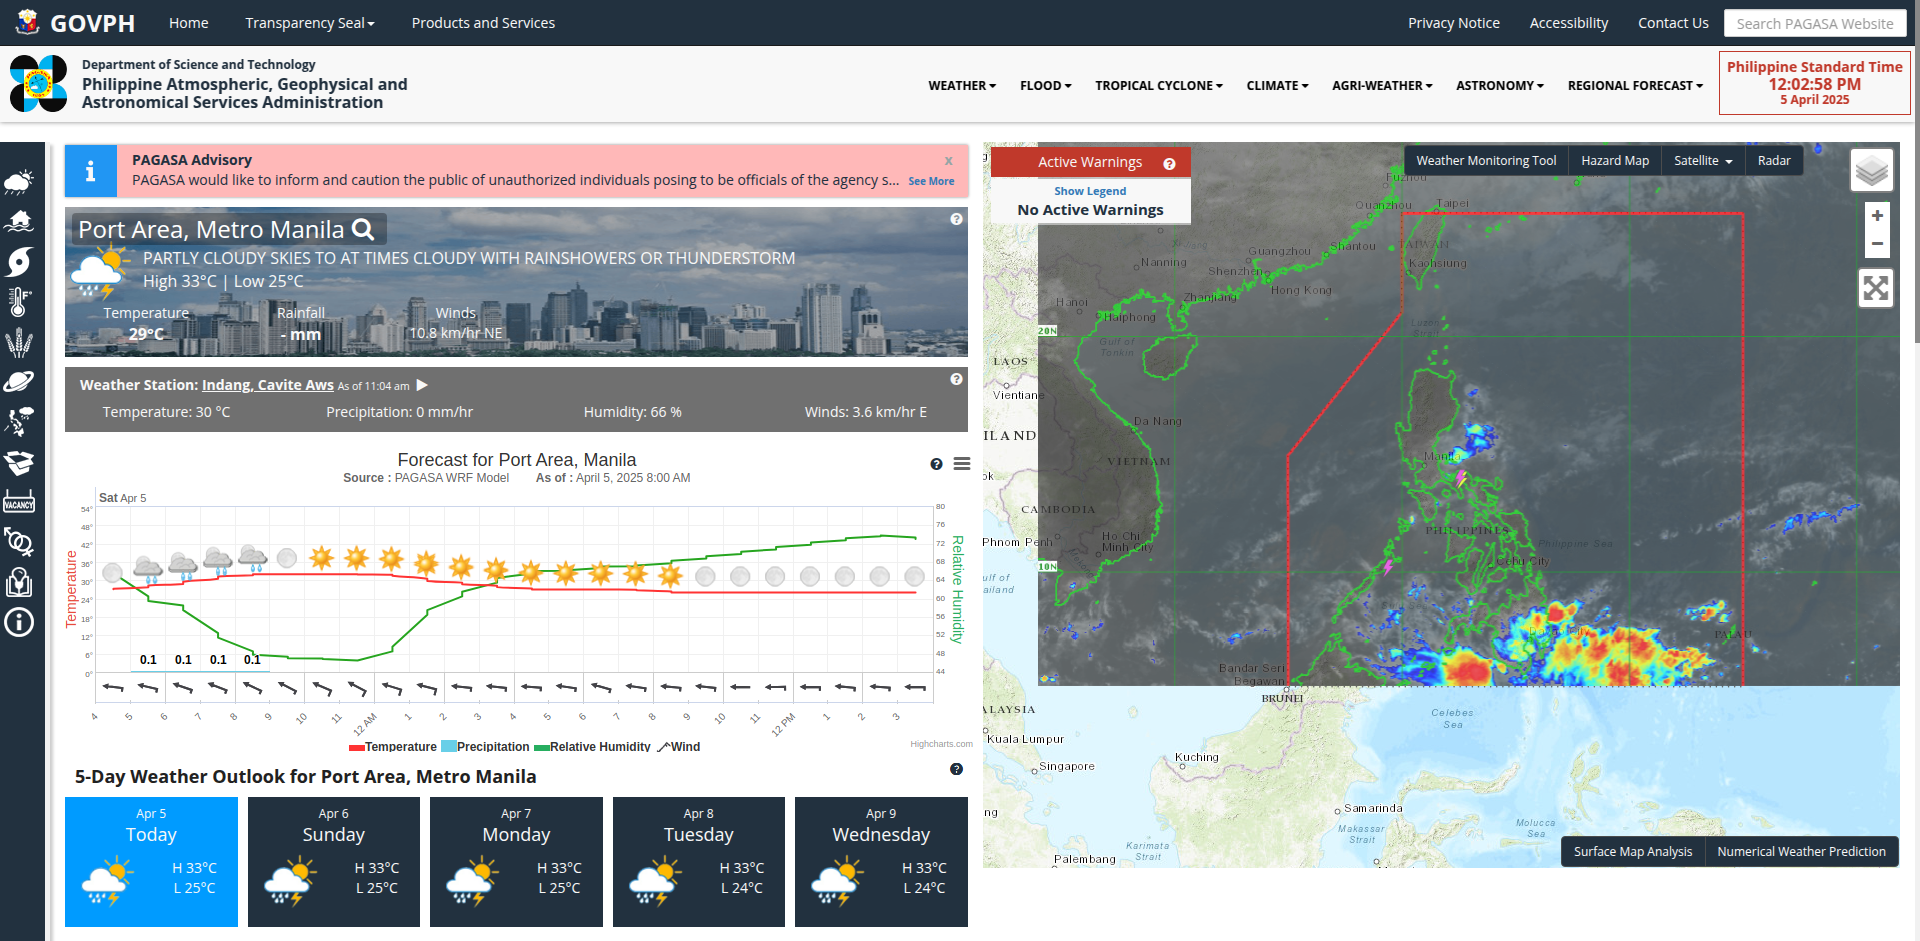 GOVPH
Home
Transparency Seal
Products and Services
Privacy Notice
Accessibility
Contact Us
Search PAGASA Website
Department of Science and Technology
Philippine Atmospheric, Geophysical and
Astronomical Services Administration
WEATHER
FLOOD
TROPICAL CYCLONE
CLIMATE
AGRI-WEATHER
ASTRONOMY
REGIONAL FORECAST
Philippine Standard Time
12:02:58 PM
5 April 2025
PAGASA Advisory
x
PAGASA would like to inform and caution the public of unauthorized individuals posing to be officials of the agency s... See More
Port Area, Metro Manila
PARTLY CLOUDY SKIES TO AT TIMES CLOUDY WITH RAINSHOWERS OR THUNDERSTORM
High 33°C | Low 25°C
Temperature Rainfall Winds
29°C - mm 10.8 km/hr NE
Weather Station: Indang, Cavite Aws As of 11:04 am
Temperature: 30 °C Precipitation: 0 mm/hr Humidity: 66 % Winds: 3.6 km/hr E
VACANCY
Forecast for Port Area, Manila
Source : PAGASA WRF Model As of : April 5, 2025 8:00 AM
Sat Apr 5
Temperature
54°
48°
42°
36°
30°
24°
18°
12°
6°
0°
80
76
72
68
64
60
56
52
48
44
Relative Humidity
0.1 0.1 0.1 0.1
4 5 6 7 8 9 10 11 12 AM 1 2 3 4 5 6 7 8 9 10 11 12 PM 1 2 3
Temperature Precipitation Relative Humidity Wind
Highcharts.com
5-Day Weather Outlook for Port Area, Metro Manila
Apr 5
Today
H 33°C
L 25°C
Apr 6
Sunday
H 33°C
L 25°C
Apr 7
Monday
H 33°C
L 25°C
Apr 8
Tuesday
H 33°C
L 24°C
Apr 9
Wednesday
H 33°C
L 24°C
Active Warnings
Show Legend
No Active Warnings
Weather Monitoring Tool
Hazard Map
Satellite
Radar
+
−
Fuzhou
Quanzhou
Taipei
TAIWAN
Kaohsiung
Shantou
Guangzhou
Shenzhen
Hong Kong
Nanning
Zhanjiang
Hanoi
Haiphong
20N
Gulf of
Tonkin
Luzon
Strait
LAOS
Vientiane
Da Nang
ILAND
VIETNAM
Manila
ok
CAMBODIA
Phnom Penh
Ho Chi
Minh City
PHILIPPINES
Philippine Sea
Cebu City
10N
ulf of
ailand
PALAU
Bandar Seri
Begawan
BRUNEI
ALAYSIA
Kuala Lumpur
Singapore
Kuching
Celebes
Sea
Samarinda
Makassar
Strait
Molucca
Sea
Karimata
Strait
Palembang
ng
Surface Map Analysis
Numerical Weather Prediction